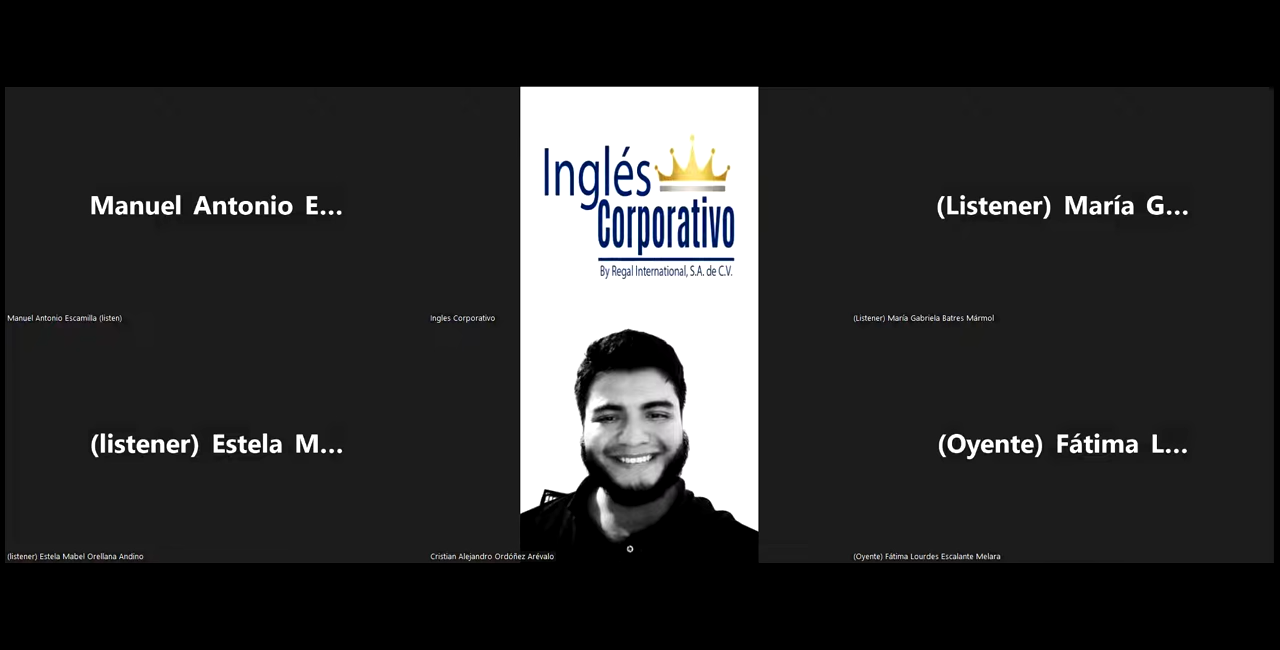 Manuel Antonio E...
Manuel Antonio Escamilla (listen)
Inglés
Corporativo
By Regal International, S.A. de C.V.
Ingles Corporativo
(Listener) María G...
(Listener) María Gabriela Batres Mármol
(listener) Estela M...
(listener) Estela Mabel Orellana Andino
Cristian Alejandro Ordóñez Arévalo
(Oyente) Fátima L...
(Oyente) Fátima Lourdes Escalante Melara